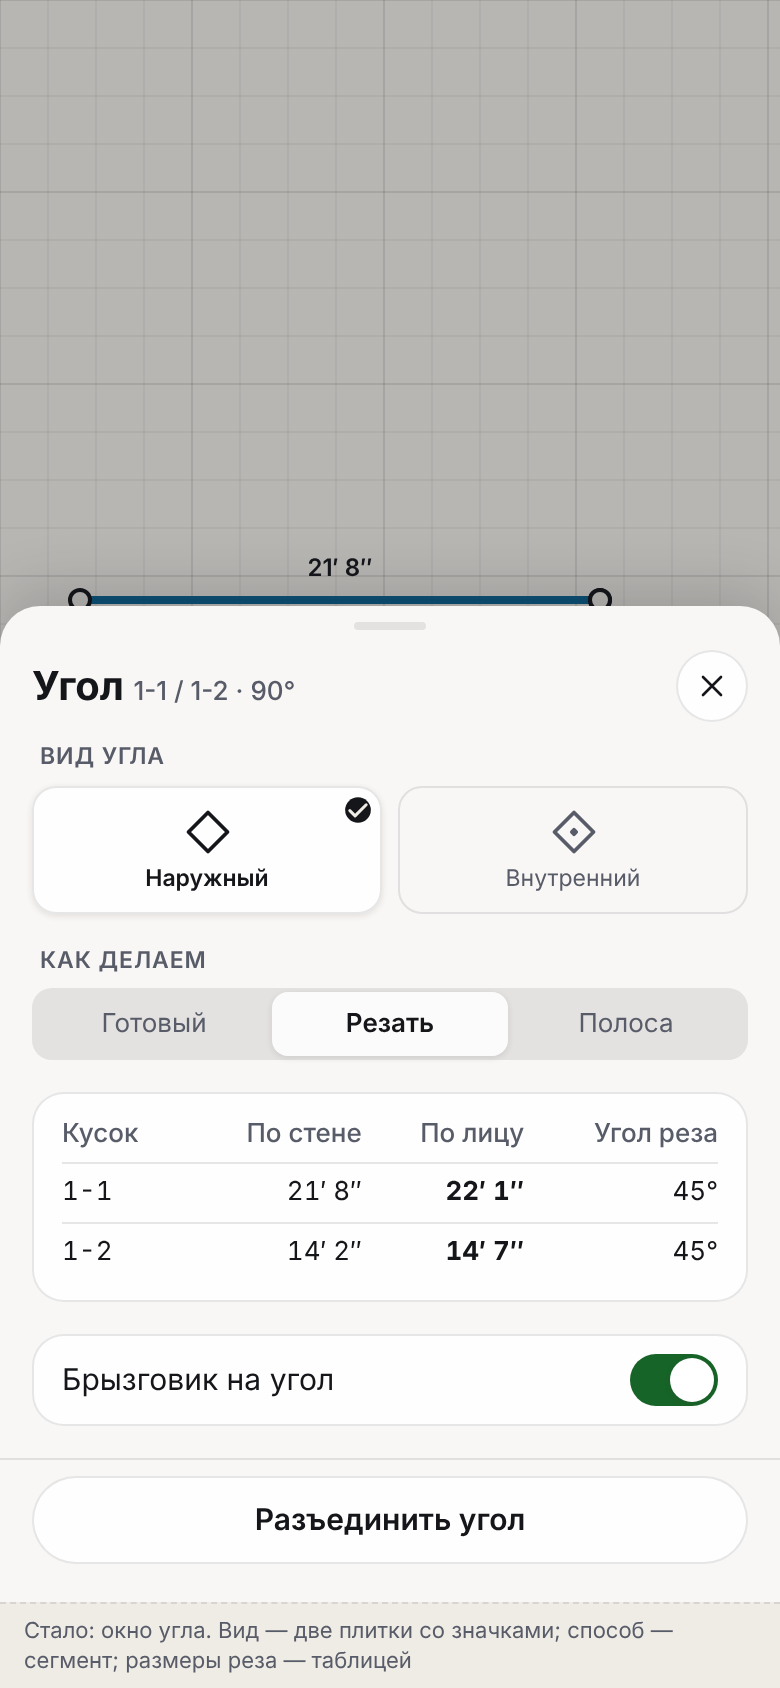 21′ 8″
Угол 1-1 / 1-2 · 90°
ВИД УГЛА
Наружный Внутренний
КАК ДЕЛАЕМ
Готовый Резать Полоса
Кусок По стене По лицу Угол реза
1-1 21′ 8″ 22′ 1″ 45°
1-2 14′ 2″ 14′ 7″ 45°
Брызговик на угол
Разъединить угол
Стало: окно угла. Вид — две плитки со значками; способ —
сегмент; размеры реза — таблицей